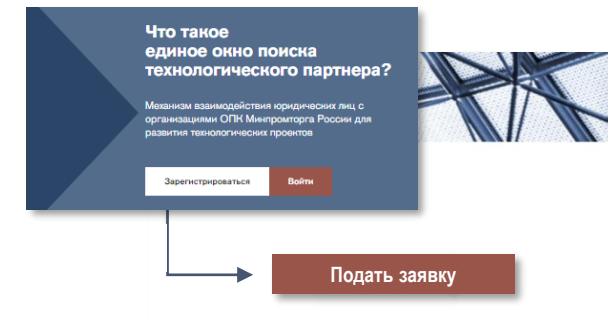 Что такое
единое окно поиска
технологического партнера?
Механизм взаимодействия юридических лиц с
организациями ОПК Минпромторга России для
развития технологических проектов
Зарегистрироваться
Войти
Подать заявку